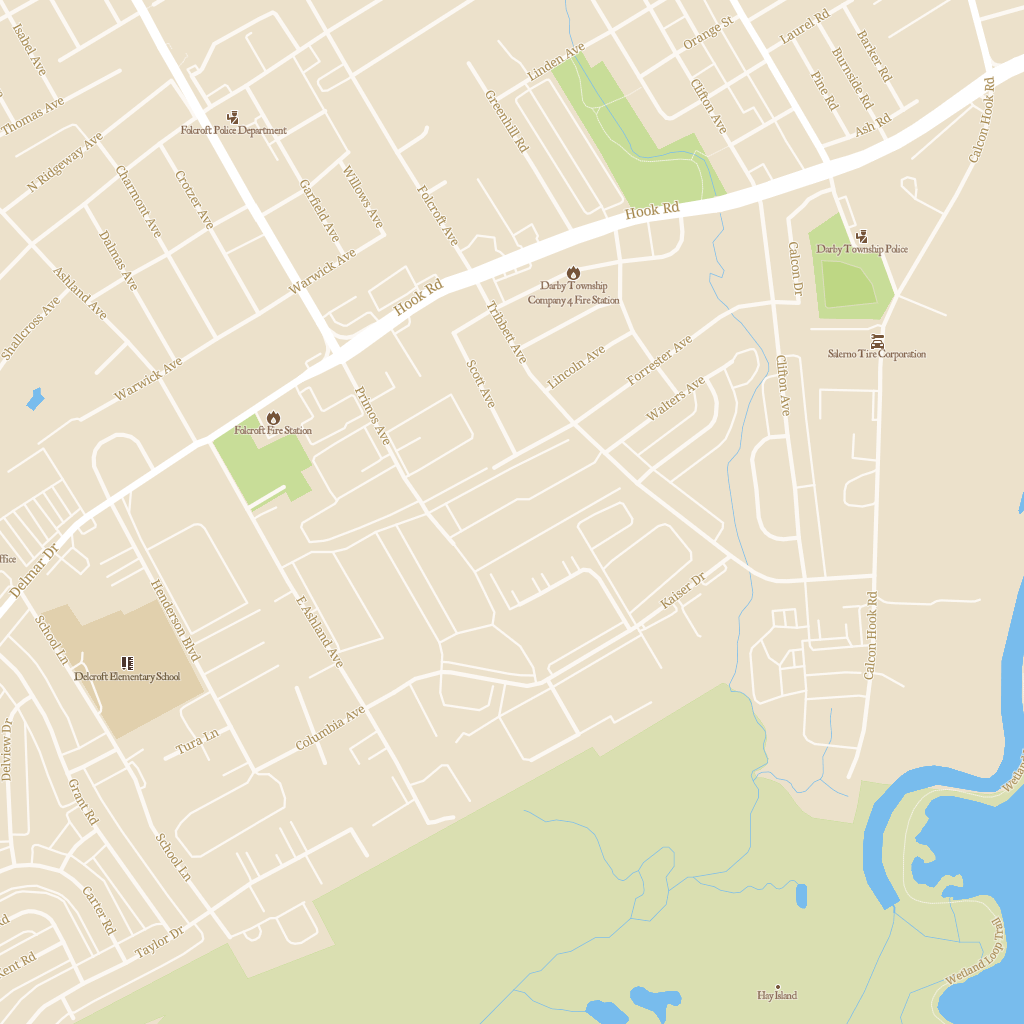 Isabel Ave
Thomas Ave
N Ridgeway Ave
Folcroft Police Department
Charmont Ave
Crotzer Ave
Garfield Ave
Willows Ave
Folcroft Ave
Greenhill Rd
Linden Ave
Orange St
Laurel Rd
Barker Rd
Burnside Rd
Pine Rd
Clifton Ave
Ash Rd
Calcon Hook Rd
Hook Rd
Dalmas Ave
Ashland Ave
Warwick Ave
Hook Rd
Darby Township
Company 4 Fire Station
Darby Township Police
Calcon Dr
Shallcross Ave
Warwick Ave
Tribbett Ave
Scott Ave
Lincoln Ave
Forrester Ave
Walters Ave
Clifton Ave
Salerno Tire Corporation
Primos Ave
Folcroft Fire Station
ffice
Delmar Dr
Henderson Blvd
School Ln
E Ashland Ave
Kaiser Dr
Calcon Hook Rd
Delcroft Elementary School
Tura Ln
Columbia Ave
Delview Dr
Grant Rd
School Ln
Carter Rd
Taylor Dr
Kent Rd
Rd
Wetland
Wetland Loop Trail
Hay Island